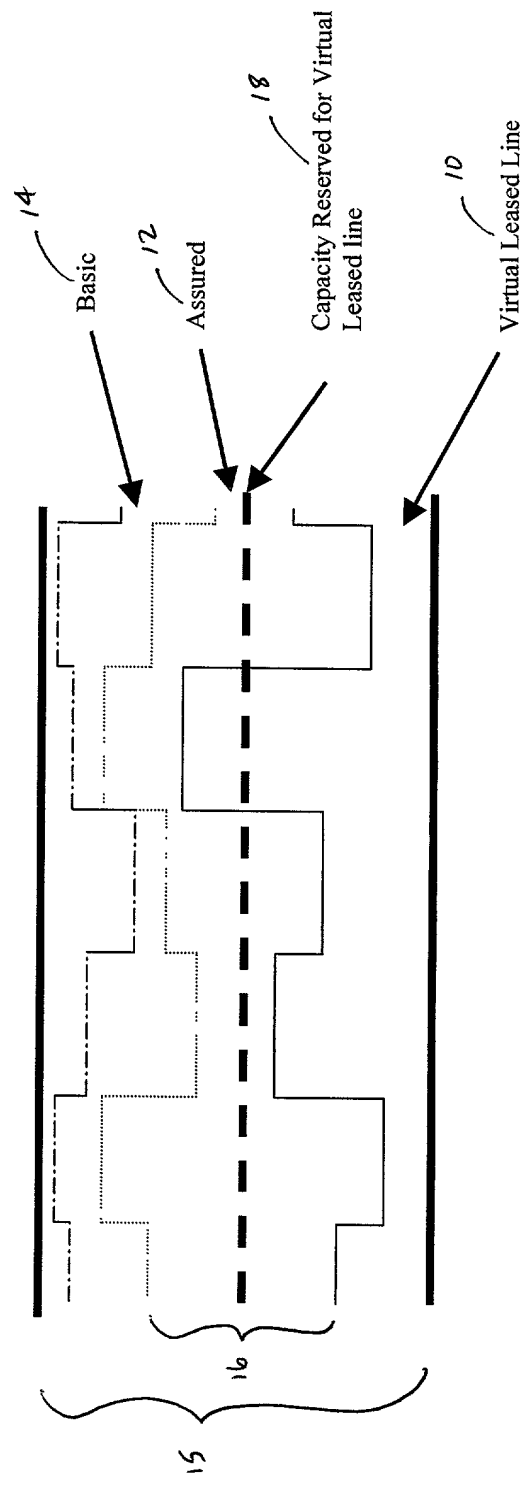 14
Basic
12
Assured
18
Capacity Reserved for Virtual
Leased line
10
Virtual Leased Line
16
15